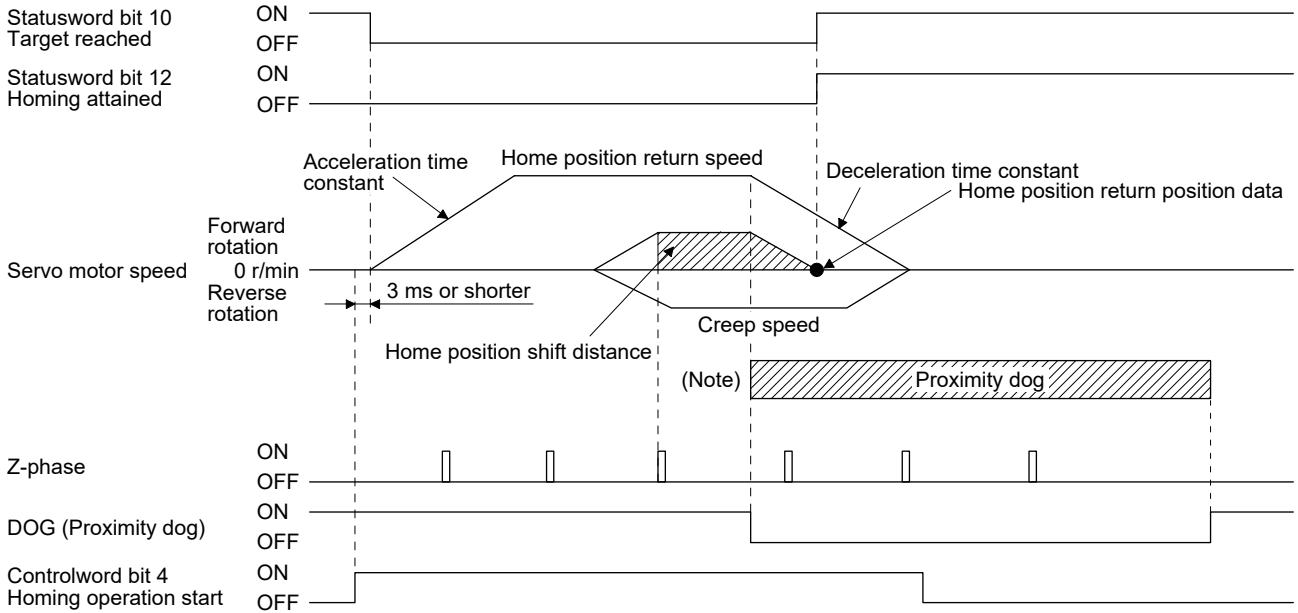 Statusword bit 10
Target reached
ON
OFF
Statusword bit 12
Homing attained
ON
OFF
Acceleration time
constant
Home position return speed
Deceleration time constant
Home position return position data
Forward
rotation
Servo motor speed
0 r/min
Reverse
rotation
3 ms or shorter
Creep speed
Home position shift distance
(Note)
Proximity dog
Z-phase
ON
OFF
DOG (Proximity dog)
ON
OFF
Controlword bit 4
Homing operation start
ON
OFF